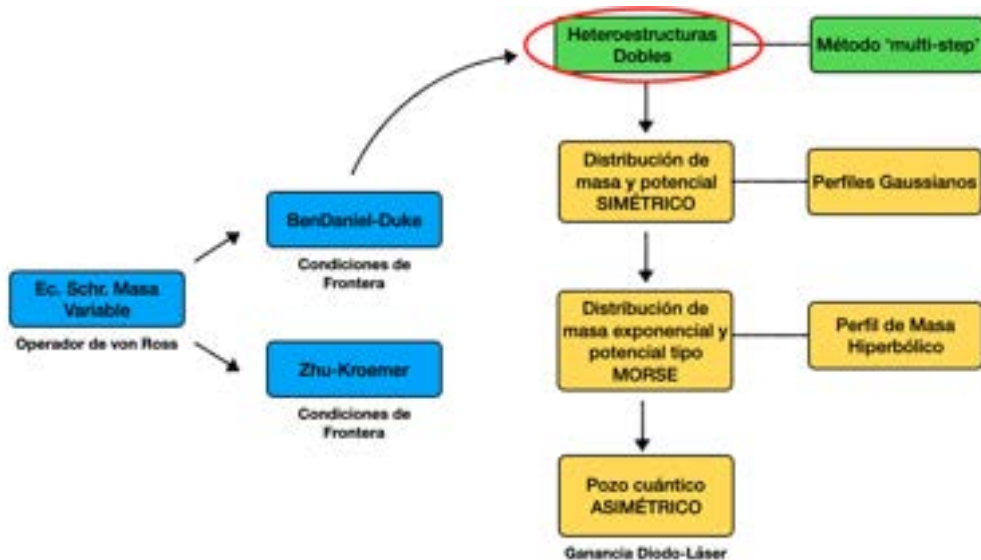 Heteroestructuras
Dobles
Método 'multi-step'
Distribución de
masa y potencial
SIMÉTRICO
Perfiles Gaussianos
BenDaniel-Duke
Condiciones de
Frontera
Ec. Schr. Masa
Variable
Operador de von Ross
Zhu-Kroemer
Condiciones de
Frontera
Distribución de
masa exponencial y
potencial tipo
MORSE
Perfil de Masa
Hiperbólico
Pozo cuántico
ASIMÉTRICO
Ganancia Diodo-Láser